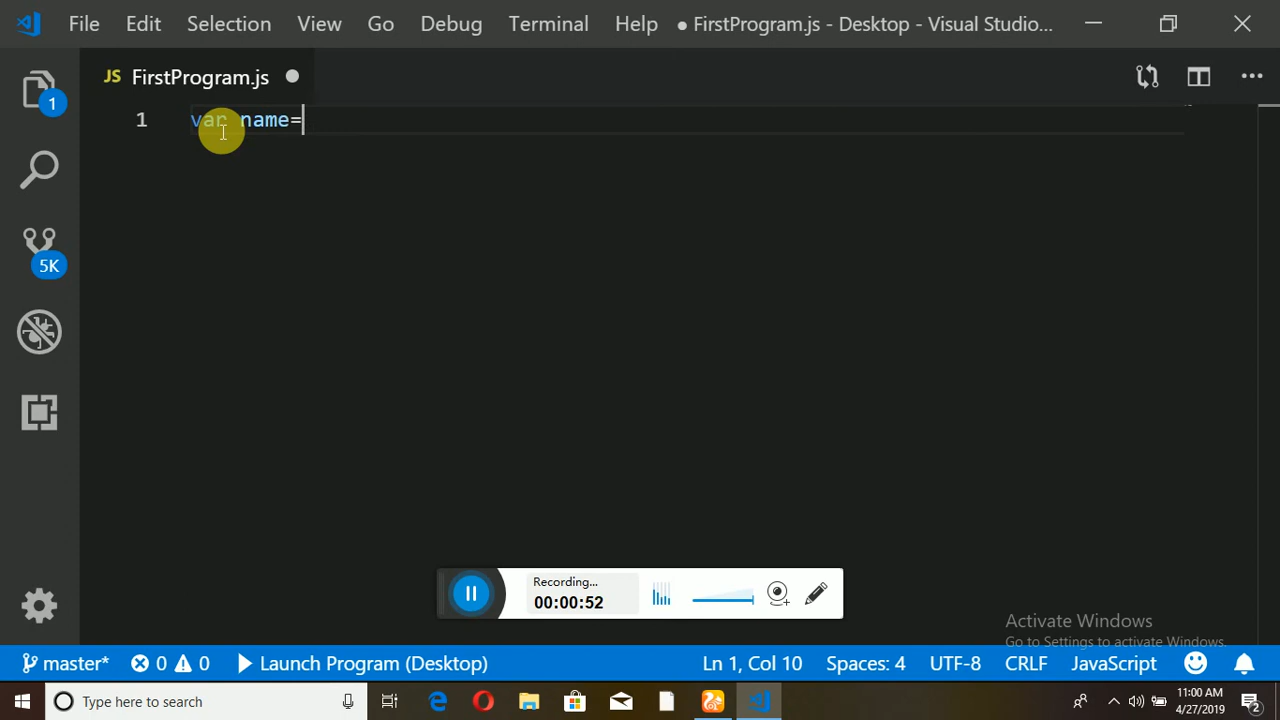 File Edit Selection View Go Debug Terminal Help ● FirstProgram.js - Desktop - Visual Studio...
JS FirstProgram.js ●
1 var name=
1
5K
Recording...
00:00:52
Activate Windows
Go to Settings to activate Windows.
master* 0 0 Launch Program (Desktop) Ln 1, Col 10 Spaces: 4 UTF-8 CRLF JavaScript
Type here to search
11:00 AM
4/27/2019
2